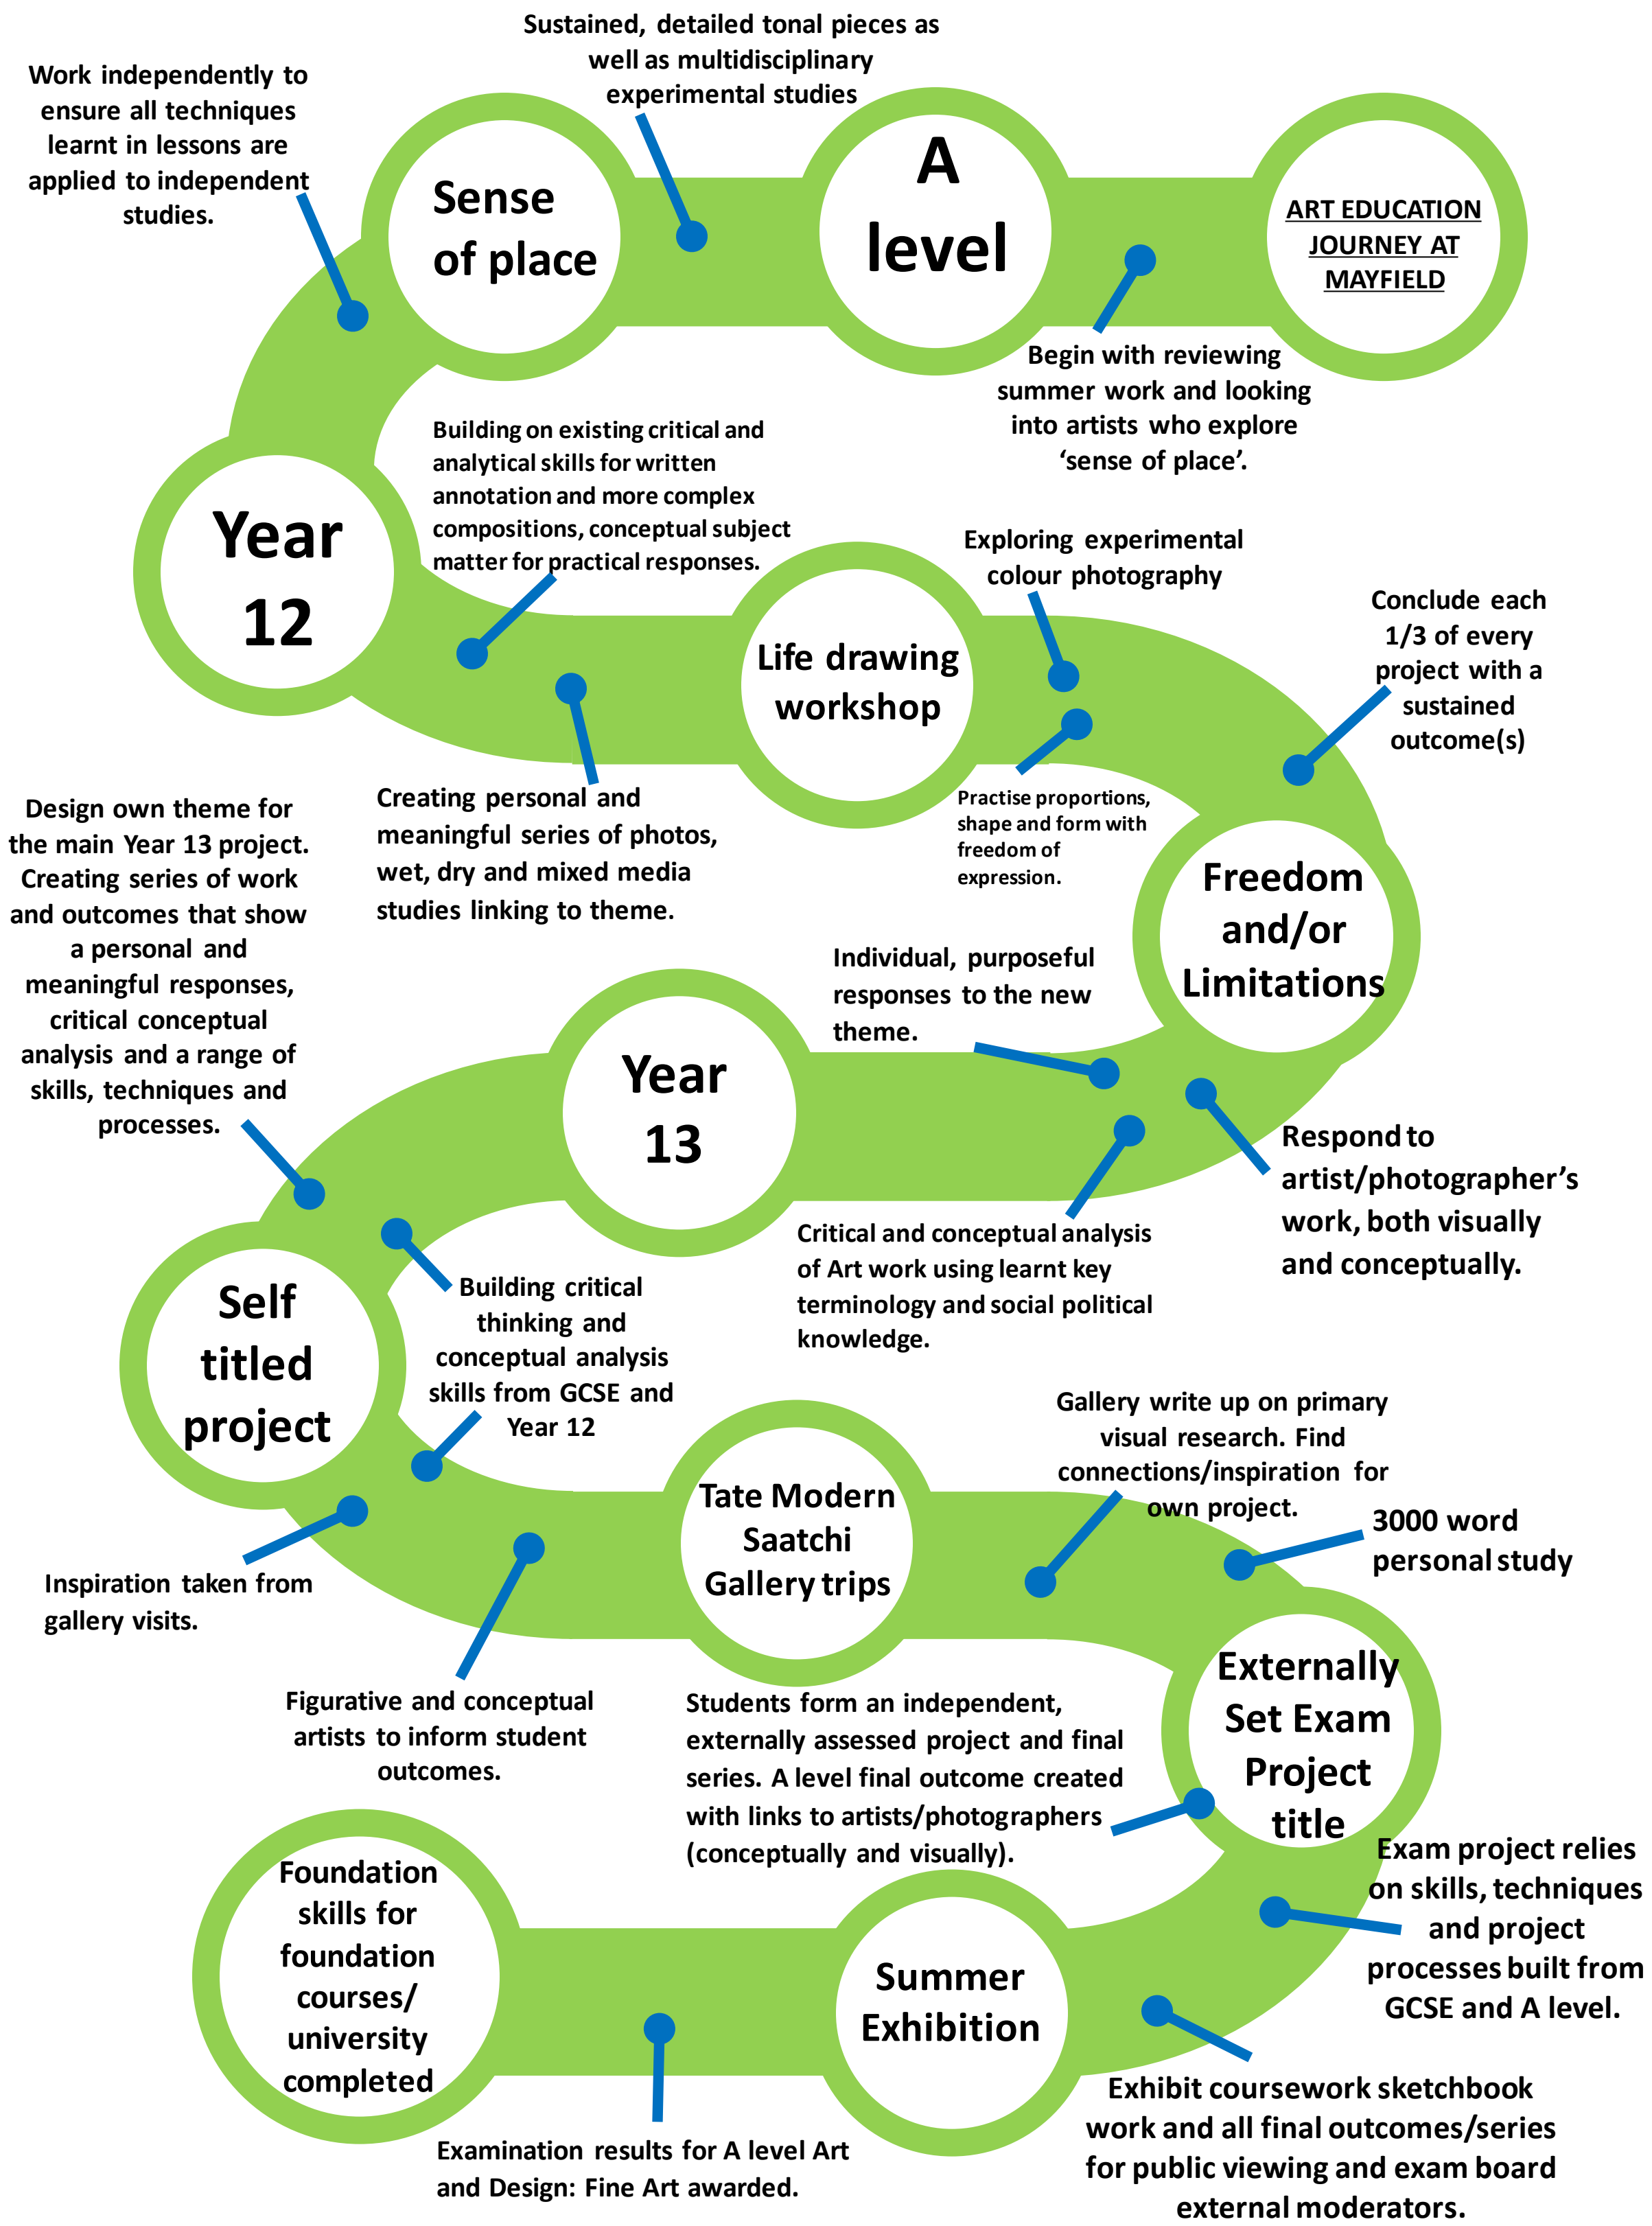 Sustained, detailed tonal pieces as
well as multidisciplinary
experimental studies
Work independently to
ensure all techniques
learnt in lessons are
applied to independent
studies.
ART EDUCATION
JOURNEY AT
MAYFIELD
A
level
Sense
of place
Begin with reviewing
summer work and looking
into artists who explore
‘sense of place’.
Year
12
Building on existing critical and
analytical skills for written
annotation and more complex
compositions, conceptual subject
matter for practical responses.
Creating personal and
meaningful series of photos,
wet, dry and mixed media
studies linking to theme.
Life drawing
workshop
Exploring experimental
colour photography
Practise proportions,
shape and form with
freedom of
expression.
Conclude each
1/3 of every
project with a
sustained
outcome(s)
Freedom
and/or
Limitations
Individual, purposeful
responses to the new
theme.
Respond to
artist/photographer’s
work, both visually
and conceptually.
Critical and conceptual analysis
of Art work using learnt key
terminology and social political
knowledge.
Year
13
Design own theme for
the main Year 13 project.
Creating series of work
and outcomes that show
a personal and
meaningful responses,
critical conceptual
analysis and a range of
skills, techniques and
processes.
Building critical
thinking and
conceptual analysis
skills from GCSE and
Year 12
Self
titled
project
Inspiration taken from
gallery visits.
Figurative and conceptual
artists to inform student
outcomes.
Tate Modern
Saatchi
Gallery trips
Gallery write up on primary
visual research. Find
connections/inspiration for
own project.
3000 word
personal study
Externally
Set Exam
Project
title
Students form an independent,
externally assessed project and final
series. A level final outcome created
with links to artists/photographers
(conceptually and visually).
Exam project relies
on skills, techniques
and project
processes built from
GCSE and A level.
Exhibit coursework sketchbook
work and all final outcomes/series
for public viewing and exam board
external moderators.
Summer
Exhibition
Examination results for A level Art
and Design: Fine Art awarded.
Foundation
skills for
foundation
courses/
university
completed